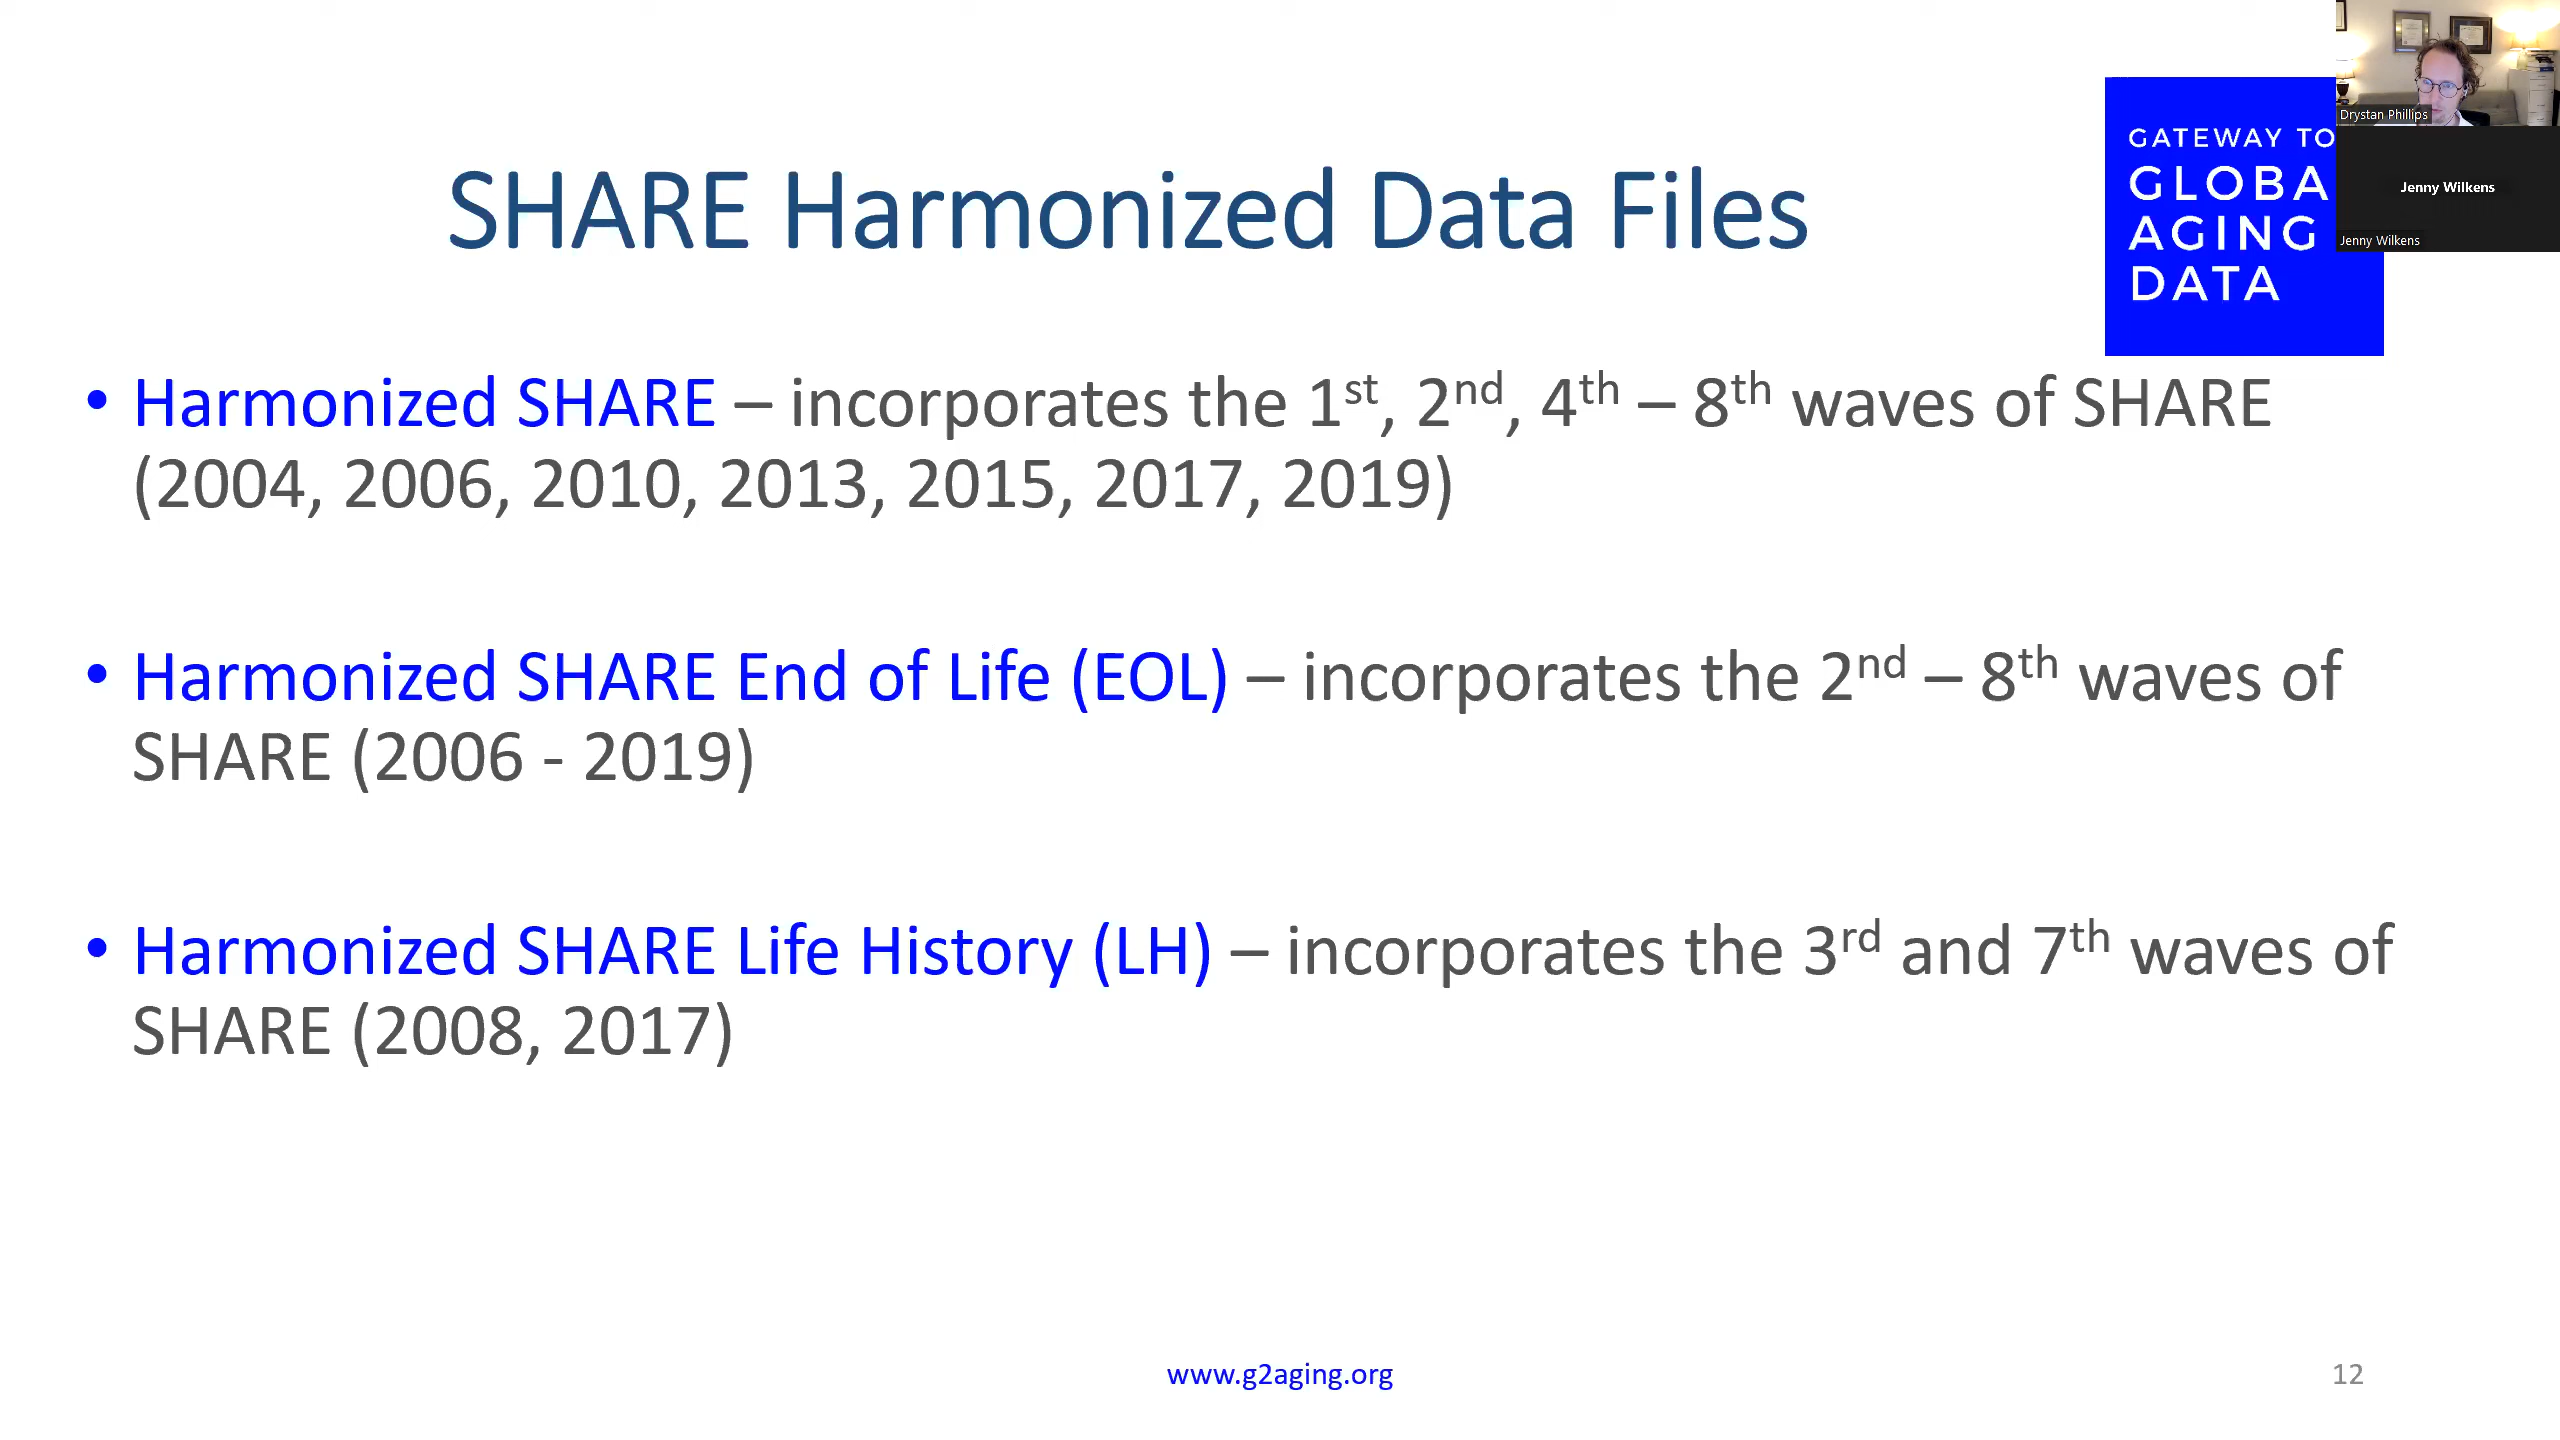 SHARE Harmonized Data Files
GATEWAY TO
GLOBA
AGING
DATA
Drystan Phillips
Jenny Wilkens
Jenny Wilkens
• Harmonized SHARE – incorporates the 1st, 2nd, 4th – 8th waves of SHARE
(2004, 2006, 2010, 2013, 2015, 2017, 2019)
• Harmonized SHARE End of Life (EOL) – incorporates the 2nd – 8th waves of
SHARE (2006 - 2019)
• Harmonized SHARE Life History (LH) – incorporates the 3rd and 7th waves of
SHARE (2008, 2017)
www.g2aging.org
12